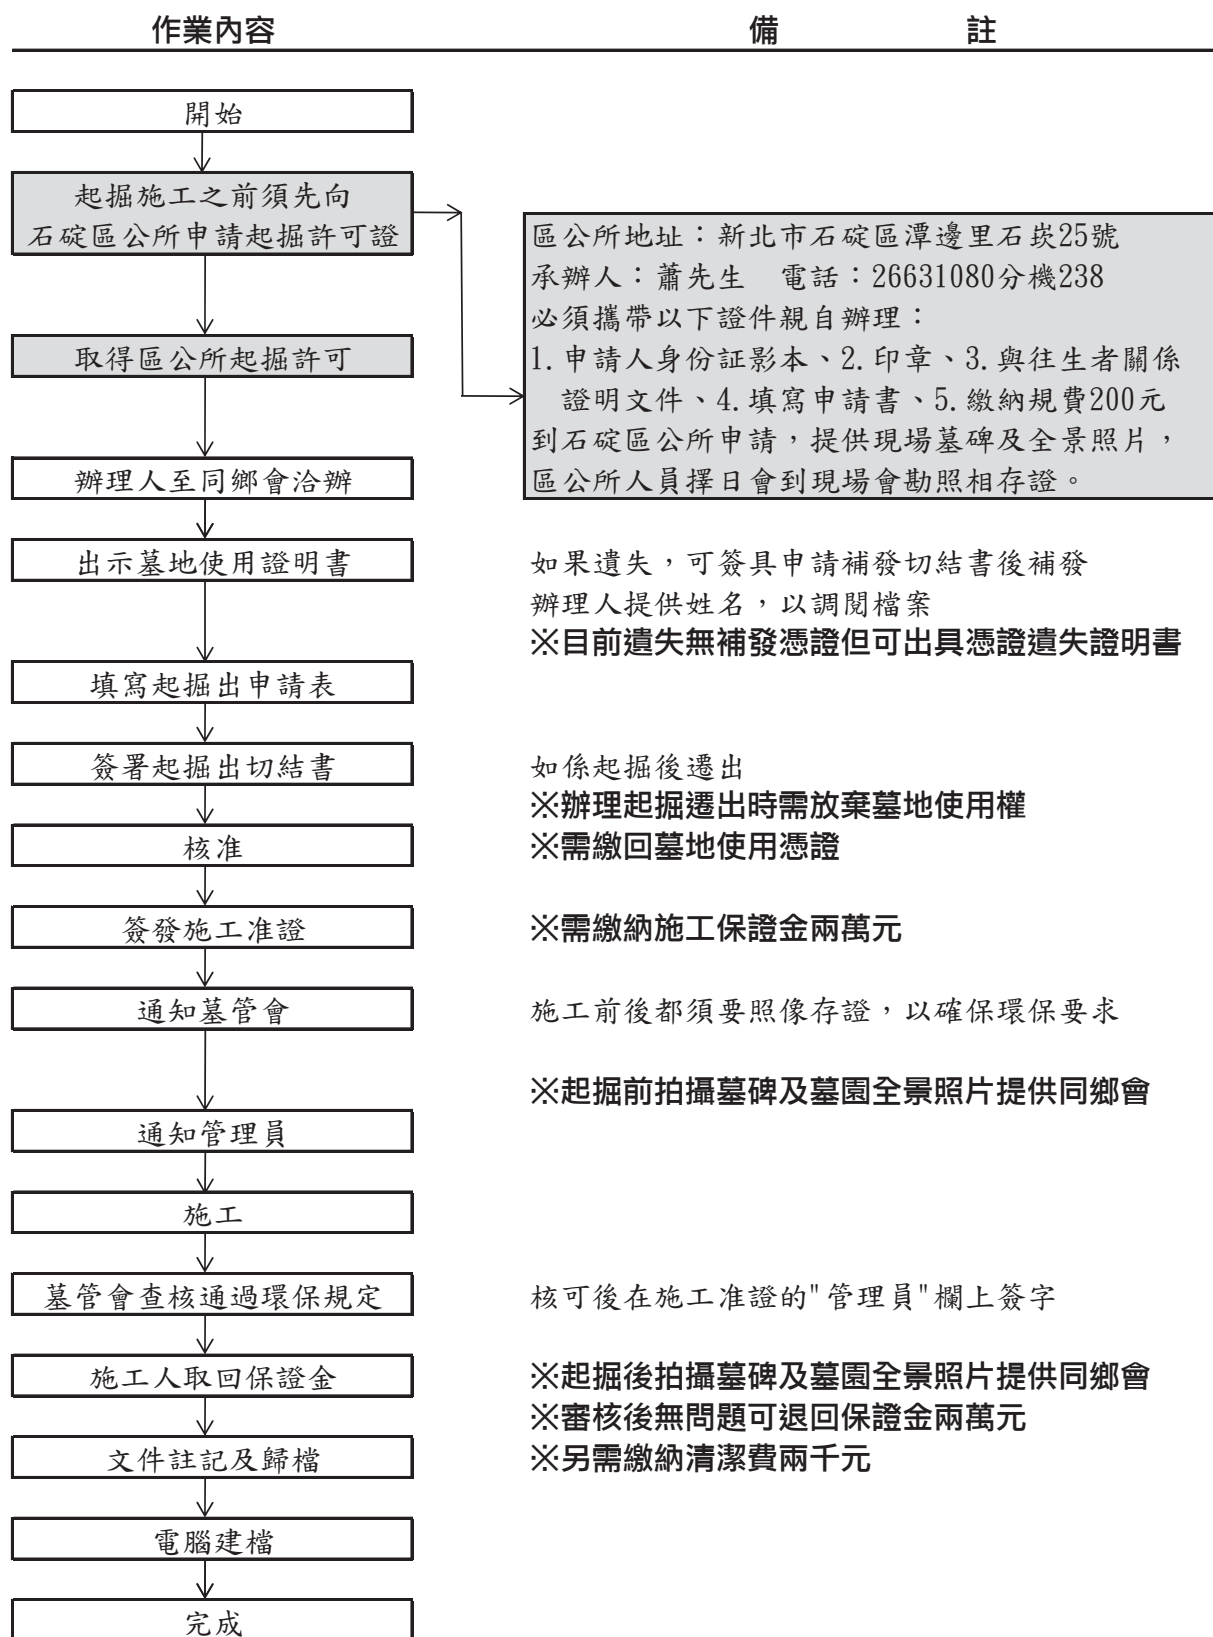 作業內容
備 註
開始
起掘施工之前須先向
石碇區公所申請起掘許可證
區公所地址：新北市石碇區潭邊里石崁25號
承辦人：蕭先生 電話：26631080分機238
必須攜帶以下證件親自辦理：
1.申請人身份証影本、2.印章、3.與往生者關係
證明文件、4.填寫申請書、5.繳納規費200元
到石碇區公所申請，提供現場墓碑及全景照片，
區公所人員擇日會到現場會勘照相存證。
取得區公所起掘許可
辦理人至同鄉會洽辦
出示墓地使用證明書
如果遺失，可簽具申請補發切結書後補發
辦理人提供姓名，以調閱檔案
※目前遺失無補發憑證但可出具憑證遺失證明書
填寫起掘出申請表
簽署起掘出切結書
如係起掘後遷出
※辦理起掘遷出時需放棄墓地使用權
※需繳回墓地使用憑證
核准
簽發施工准證
※需繳納施工保證金兩萬元
通知墓管會
施工前後都須要照像存證，以確保環保要求
※起掘前拍攝墓碑及墓園全景照片提供同鄉會
通知管理員
施工
墓管會查核通過環保規定
核可後在施工准證的"管理員"欄上簽字
施工人取回保證金
※起掘後拍攝墓碑及墓園全景照片提供同鄉會
※審核後無問題可退回保證金兩萬元
※另需繳納清潔費兩千元
文件註記及歸檔
電腦建檔
完成